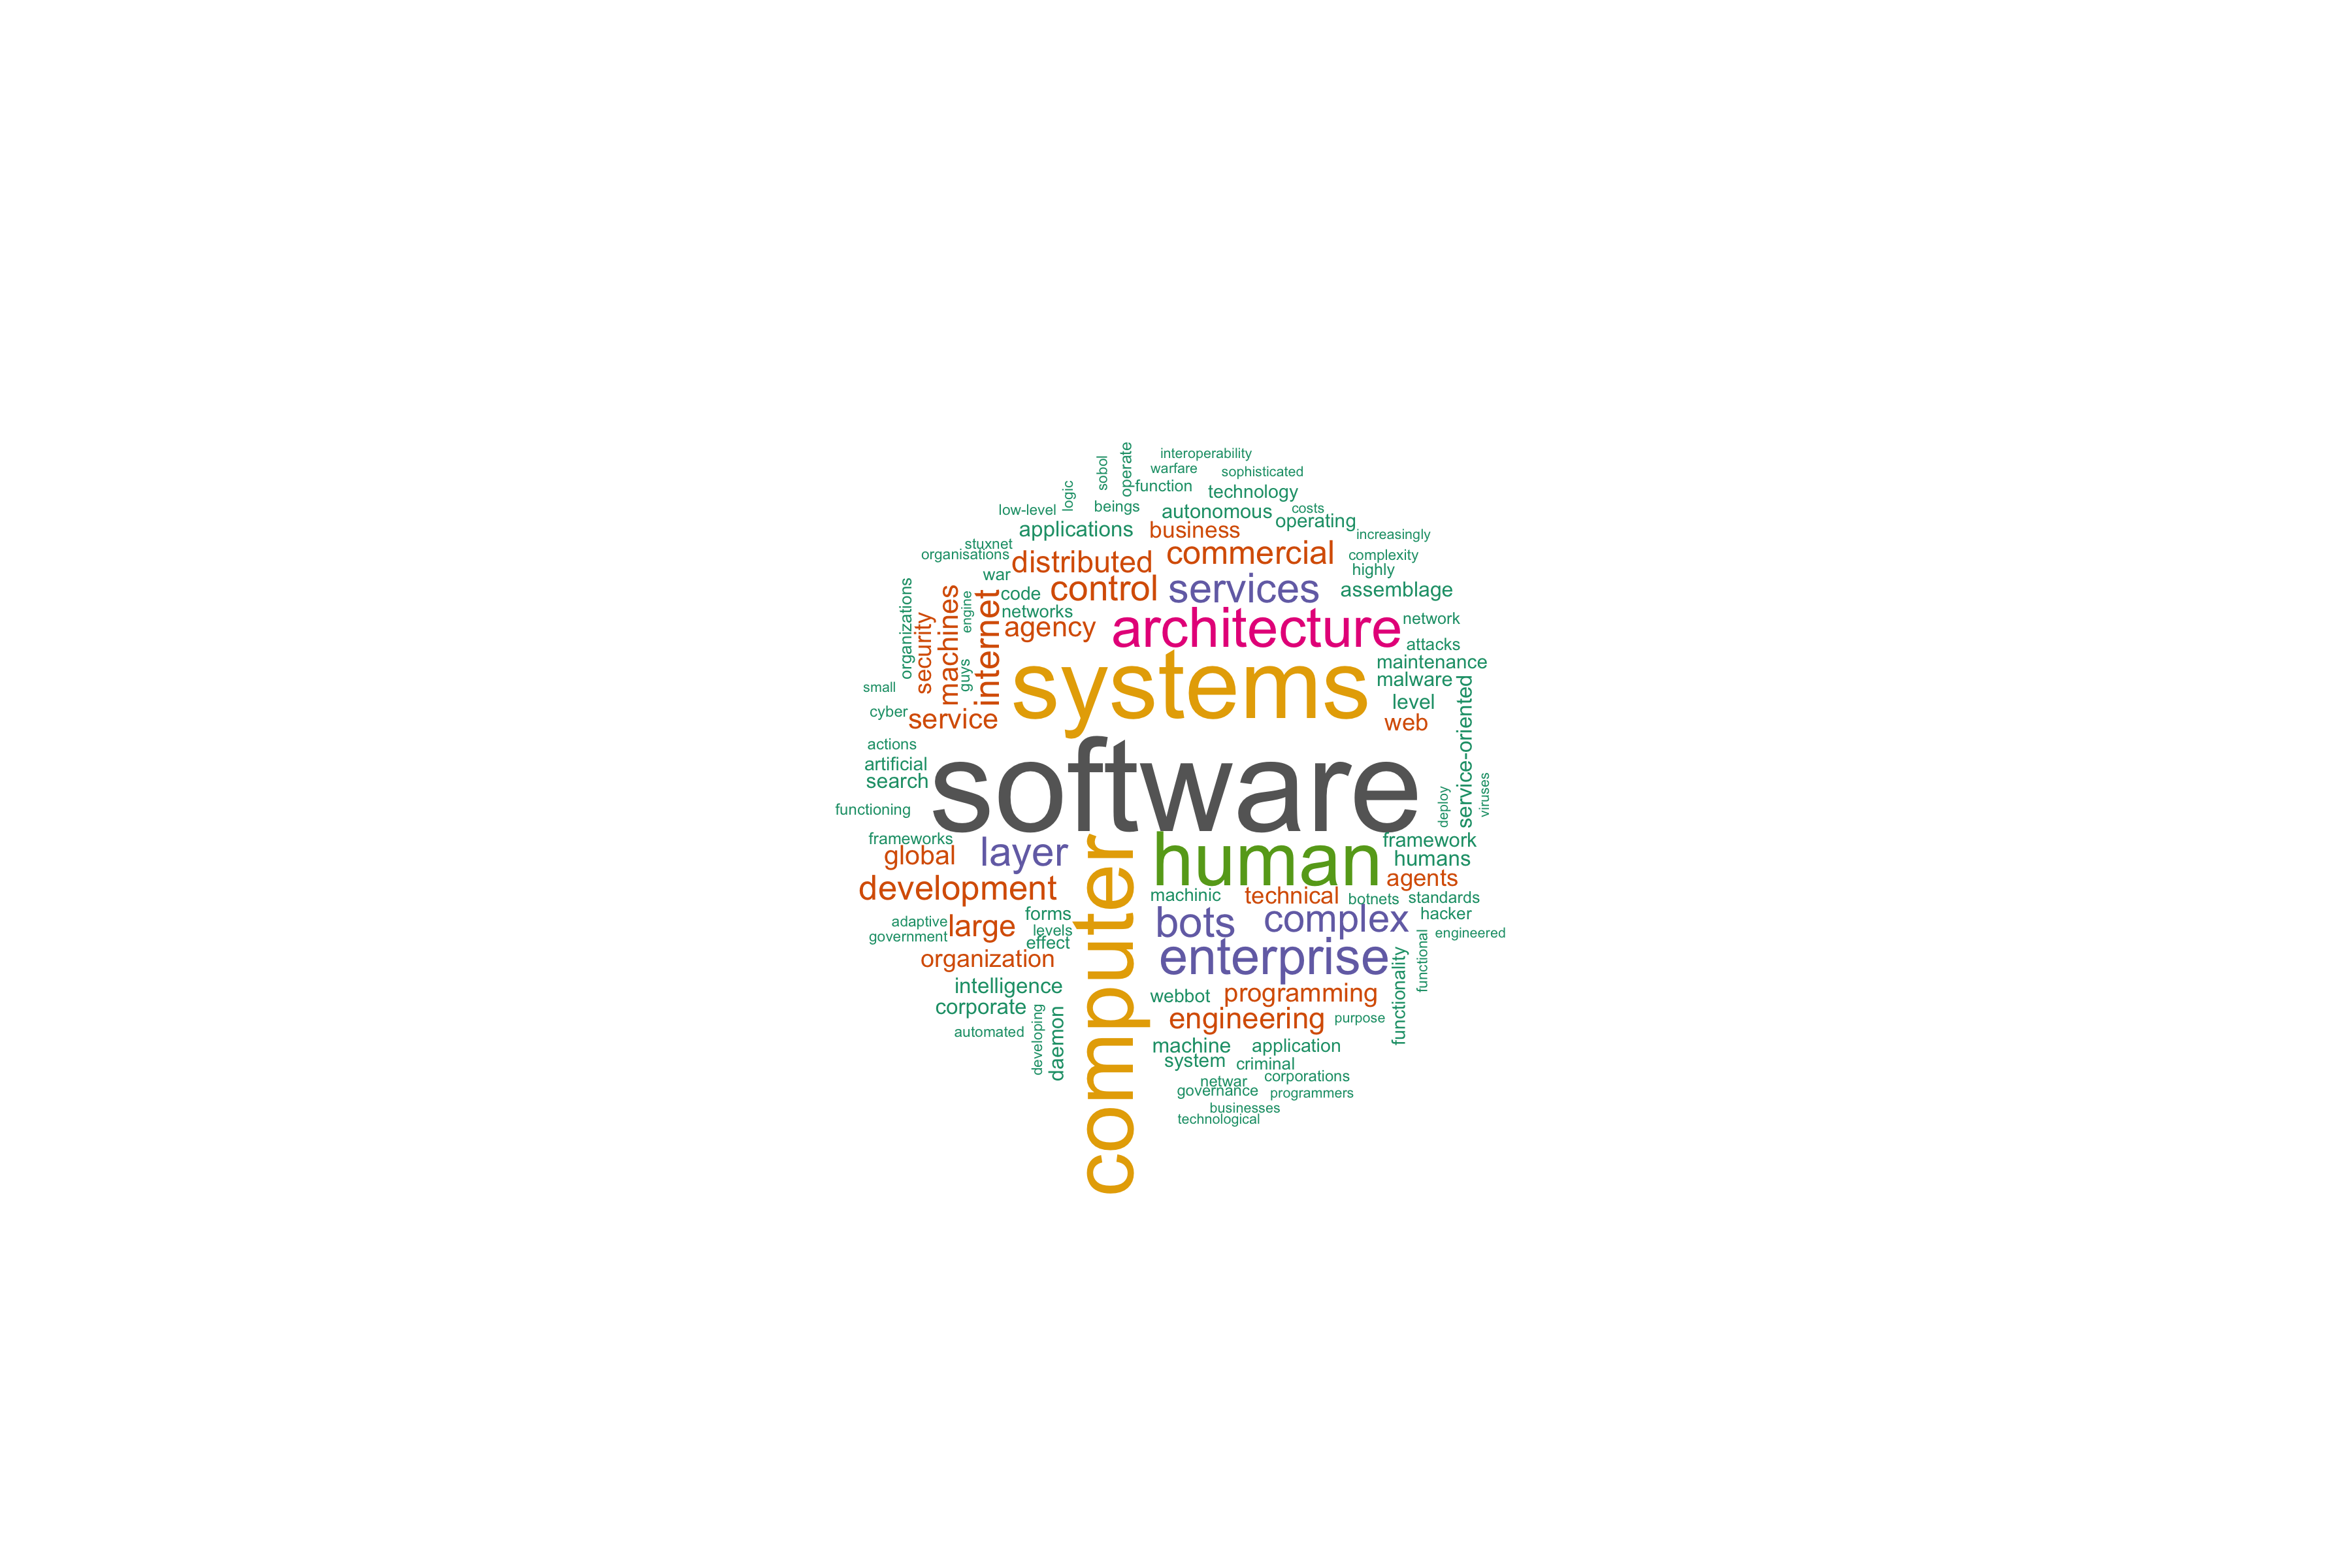 interoperability
sobol
operate
warfare
sophisticated
logic
function
technology
low-level
beings
autonomous
costs
operating
applications
business
increasingly
stuxnet
organisations
distributed
commercial
complexity
highly
war
control
services
assemblage
organizations
security
machines
engine
internet
code
networks
agency
architecture
network
attacks
guys
systems
maintenance
malware
small
level
cyber
service
web
service-oriented
actions
artificial
search
software
deploy
viruses
functioning
frameworks
global
layer
computer
human
framework
humans
development
agents
machinic
technical
botnets
standards
adaptive
large
forms
levels
bots
complex
hacker
government
effect
engineered
organization
enterprise
functionality
functional
intelligence
webbot
programming
corporate
engineering
purpose
automated
developing
daemon
machine
application
system
criminal
netwar
corporations
governance
programmers
businesses
technological